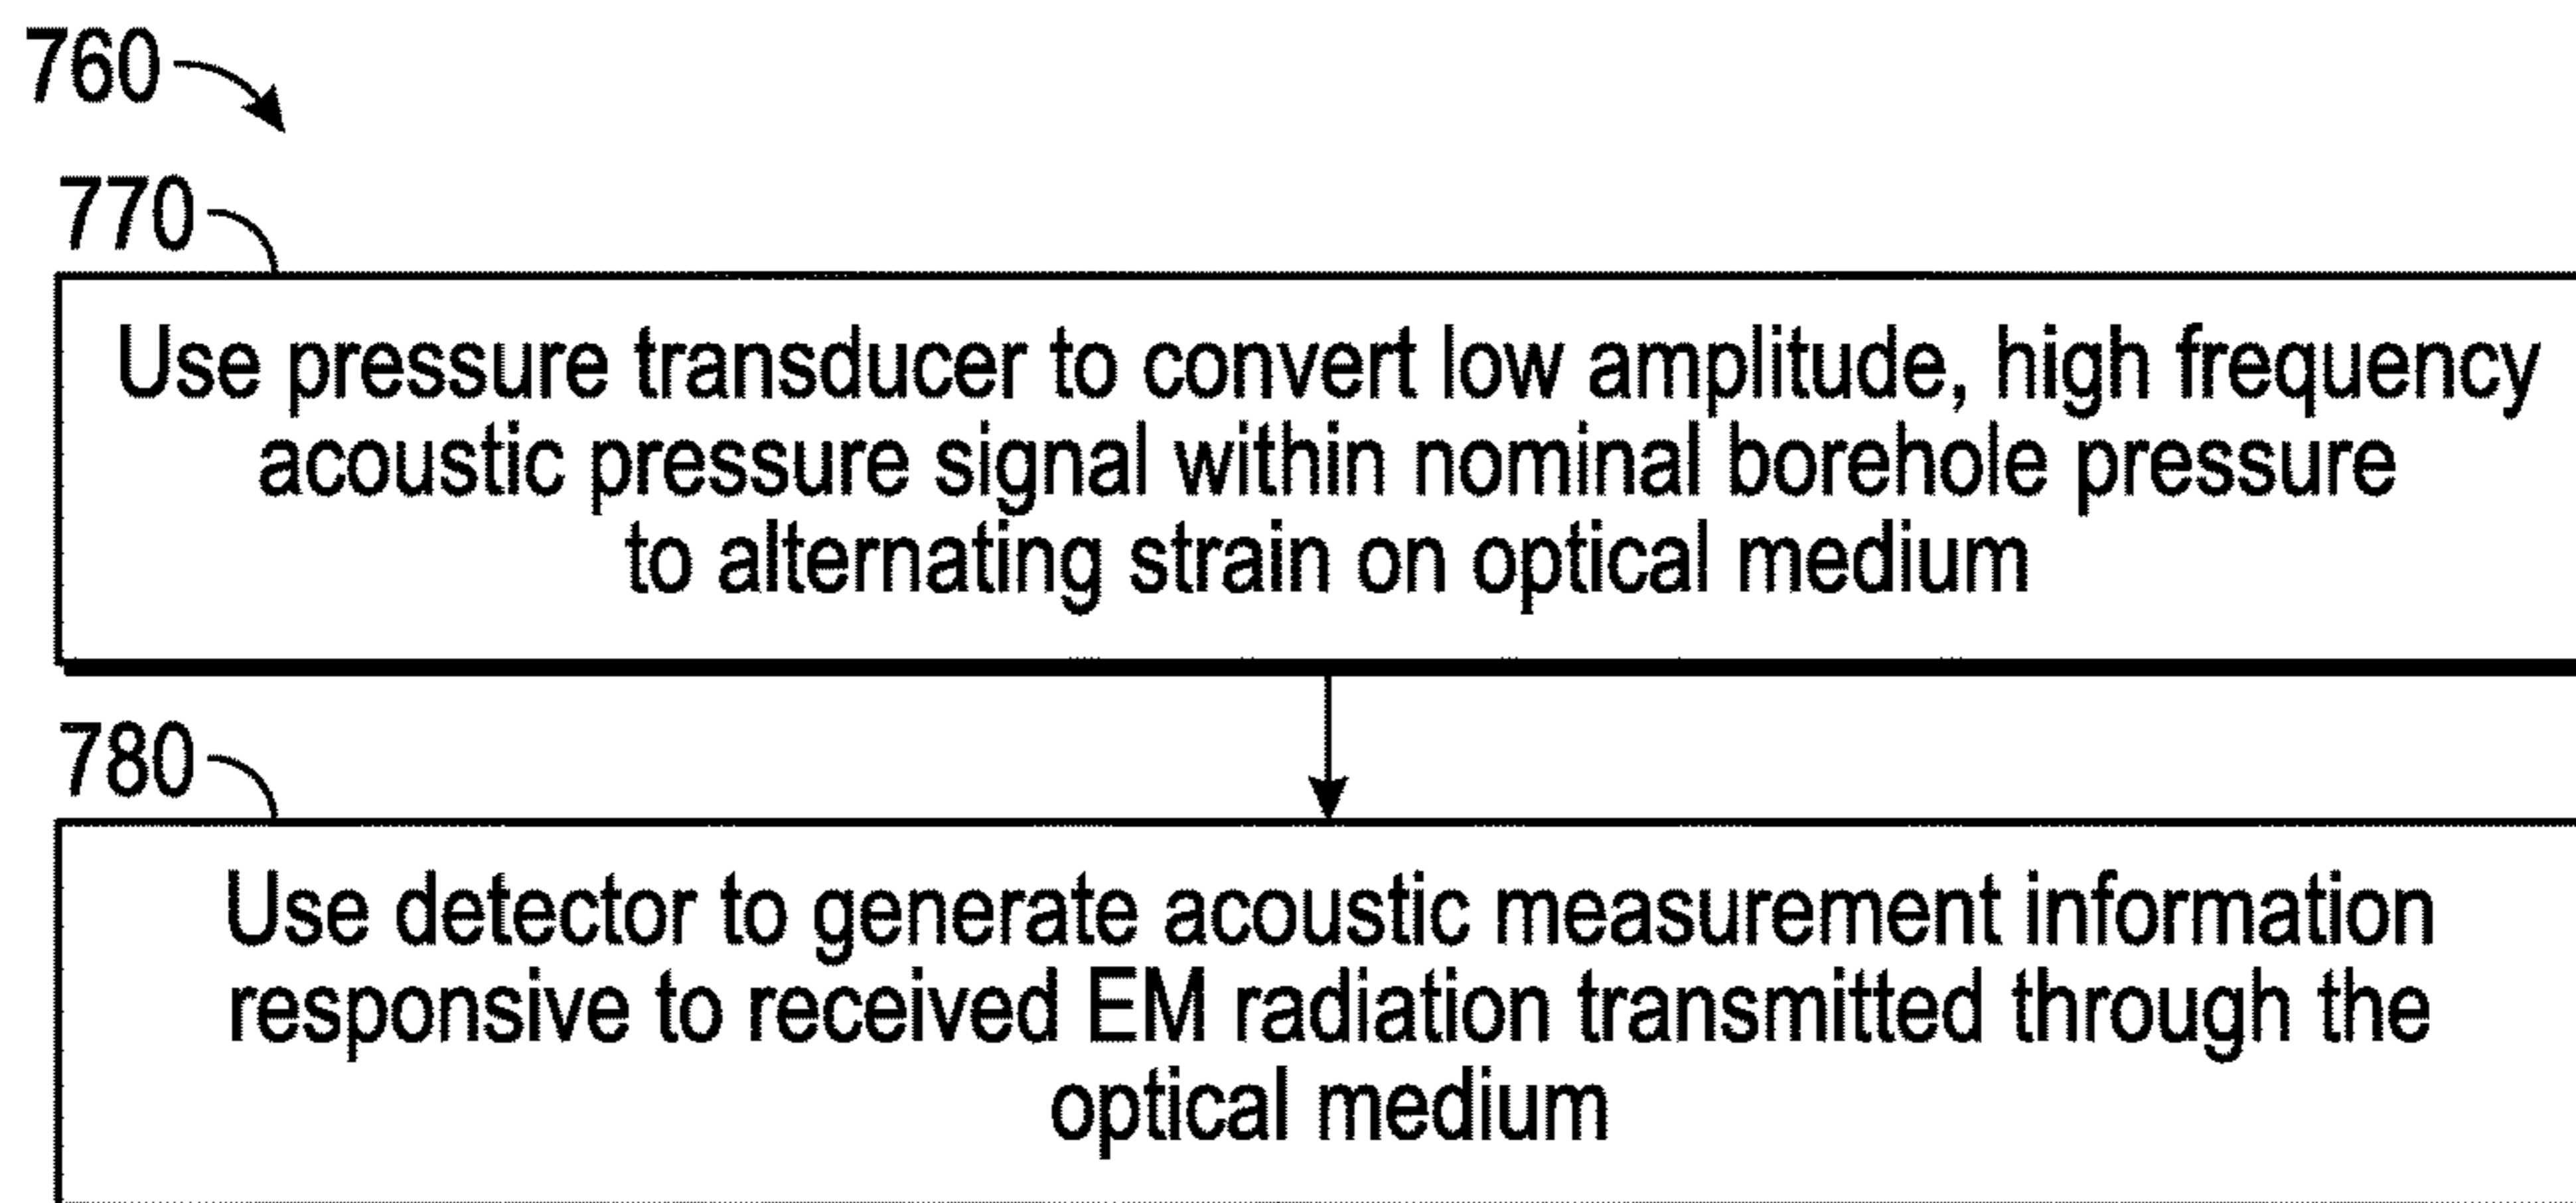 760
770
Use pressure transducer to convert low amplitude, high frequency
acoustic pressure signal within nominal borehole pressure
to alternating strain on optical medium
780
Use detector to generate acoustic measurement information
responsive to received EM radiation transmitted through the
optical medium